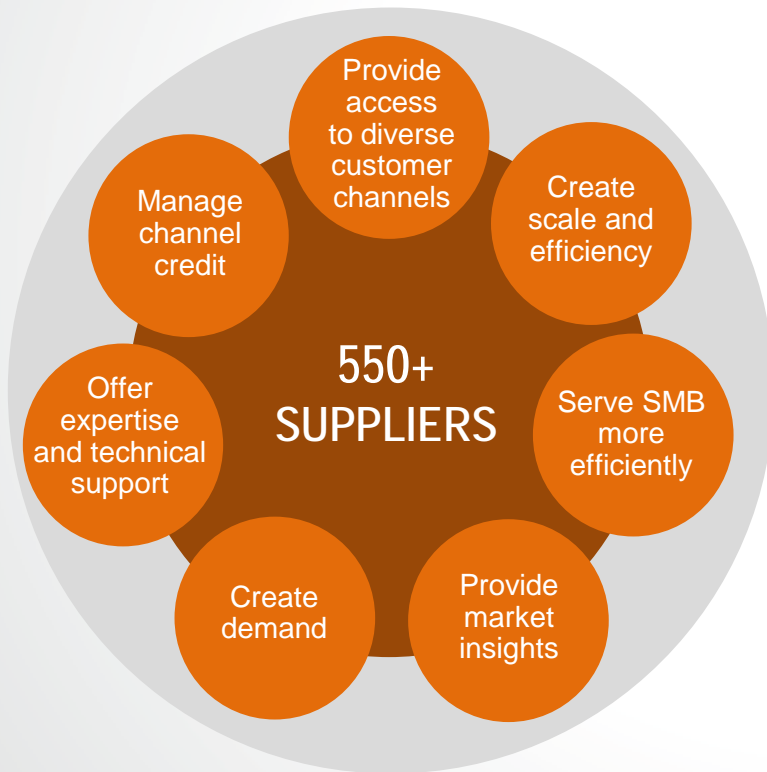 Provide
access
to diverse
customer
channels
Create
scale and
efficiency
Serve SMB
more
efficiently
Provide
market
insights
Create
demand
Offer
expertise
and technical
support
Manage
channel
credit
550+
SUPPLIERS